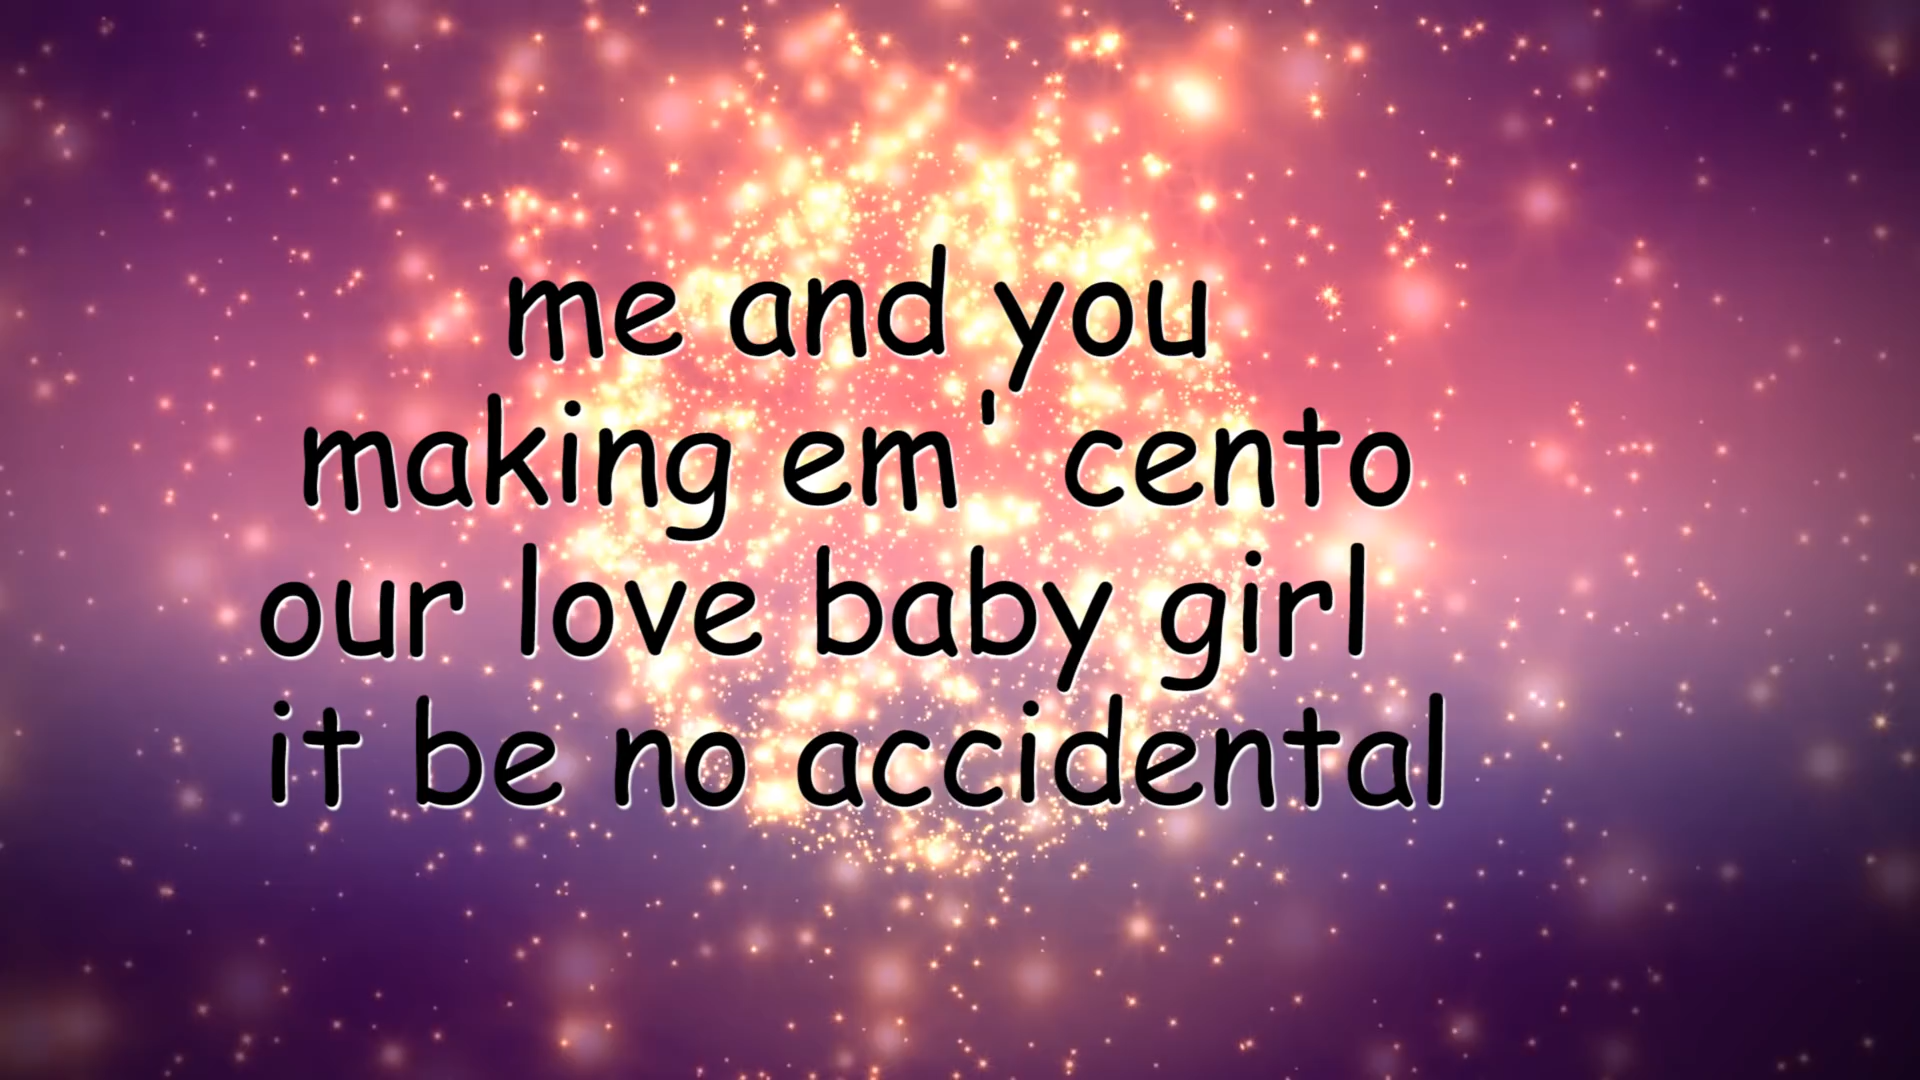 me and you
making em' cento
our love baby girl
it be no accidental